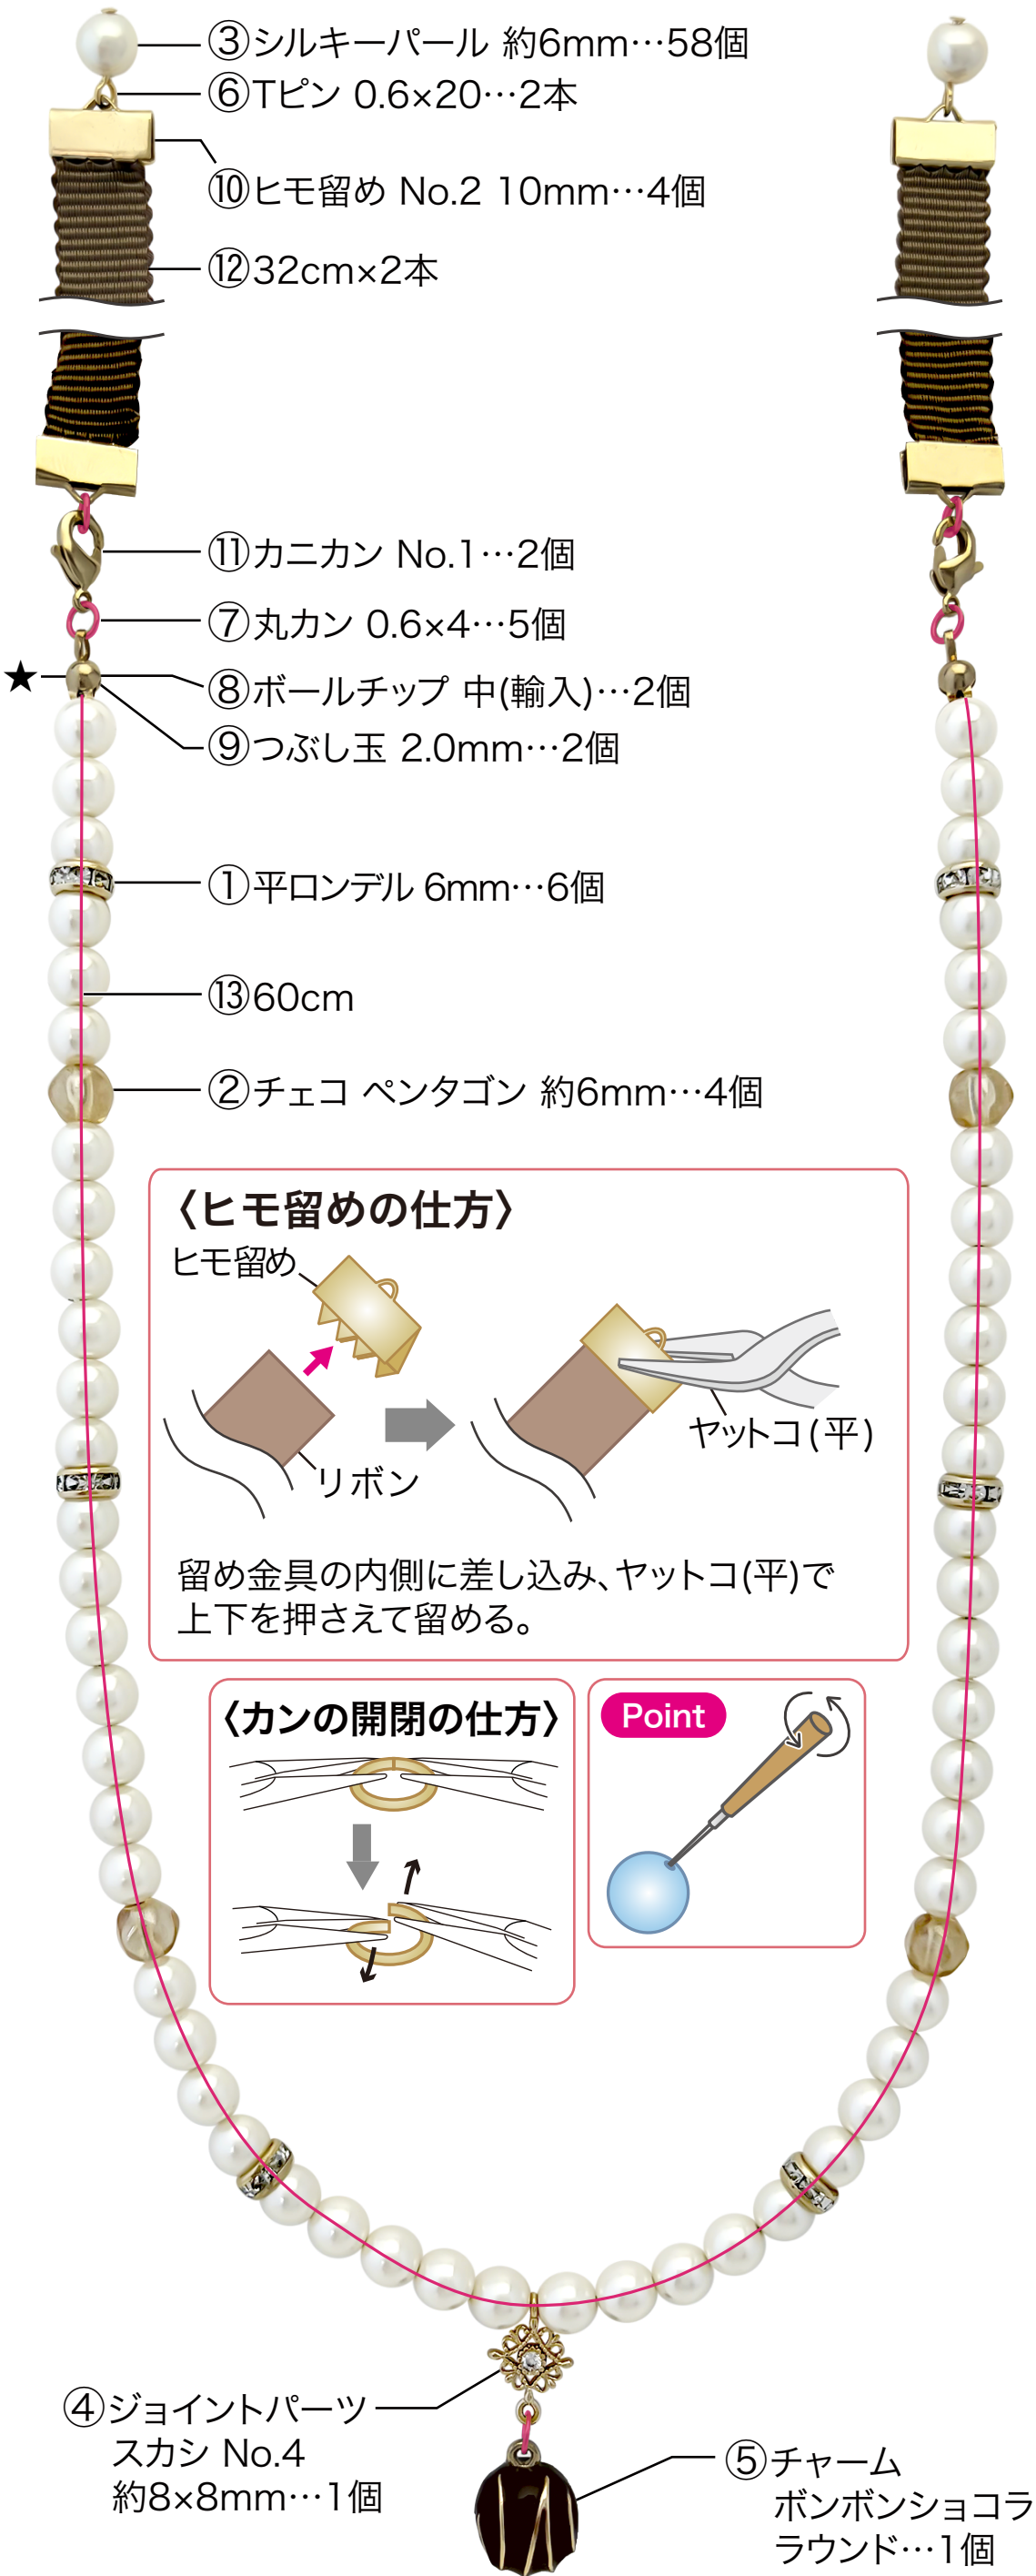 ③シルキーパール 約6mm…58個
⑥Tピン 0.6×20…2本
⑩ヒモ留め No.2 10mm…4個
⑫32cm×2本
⑪カニカン No.1…2個
⑦丸カン 0.6×4…5個
★
⑧ボールチップ 中(輸入)…2個
⑨つぶし玉 2.0mm…2個
①平ロンデル 6mm…6個
⑬60cm
②チェコ ペンタゴン 約6mm…4個
〈ヒモ留めの仕方〉
ヒモ留め
ヤットコ(平)
リボン
留め金具の内側に差し込み、ヤットコ(平)で
上下を押さえて留める。
〈カンの開閉の仕方〉
Point
④ジョイントパーツ
スカシ No.4
約8×8mm…1個
⑤チャーム
ボンボンショコラ
ラウンド…1個